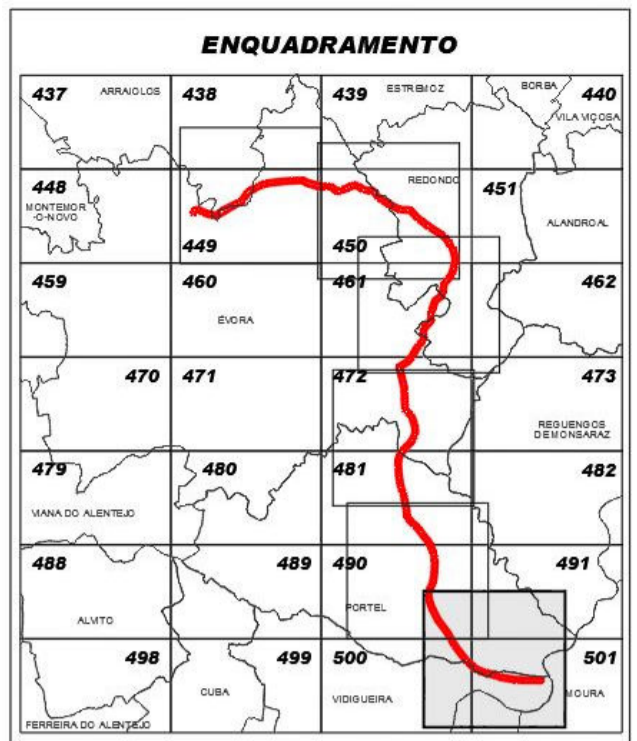 ENQUADRAMENTO
437
ARRAIOLOS
438
439
ESTREMOZ
BORBA
440
VILA VIÇOSA
448
MONTEMOR
-O-NOVO
REDONDO
451
ALANDROAL
449
450
459
460
461
462
ÉVORA
470
471
472
473
REGUENGOS
DE MONSARAZ
479
480
481
482
VIANA DO ALENTEJO
488
489
490
491
ALVITO
PORTEL
498
499
500
501
CUBA
VIDIGUEIRA
MOURA
FERREIRA DO ALENTEJO